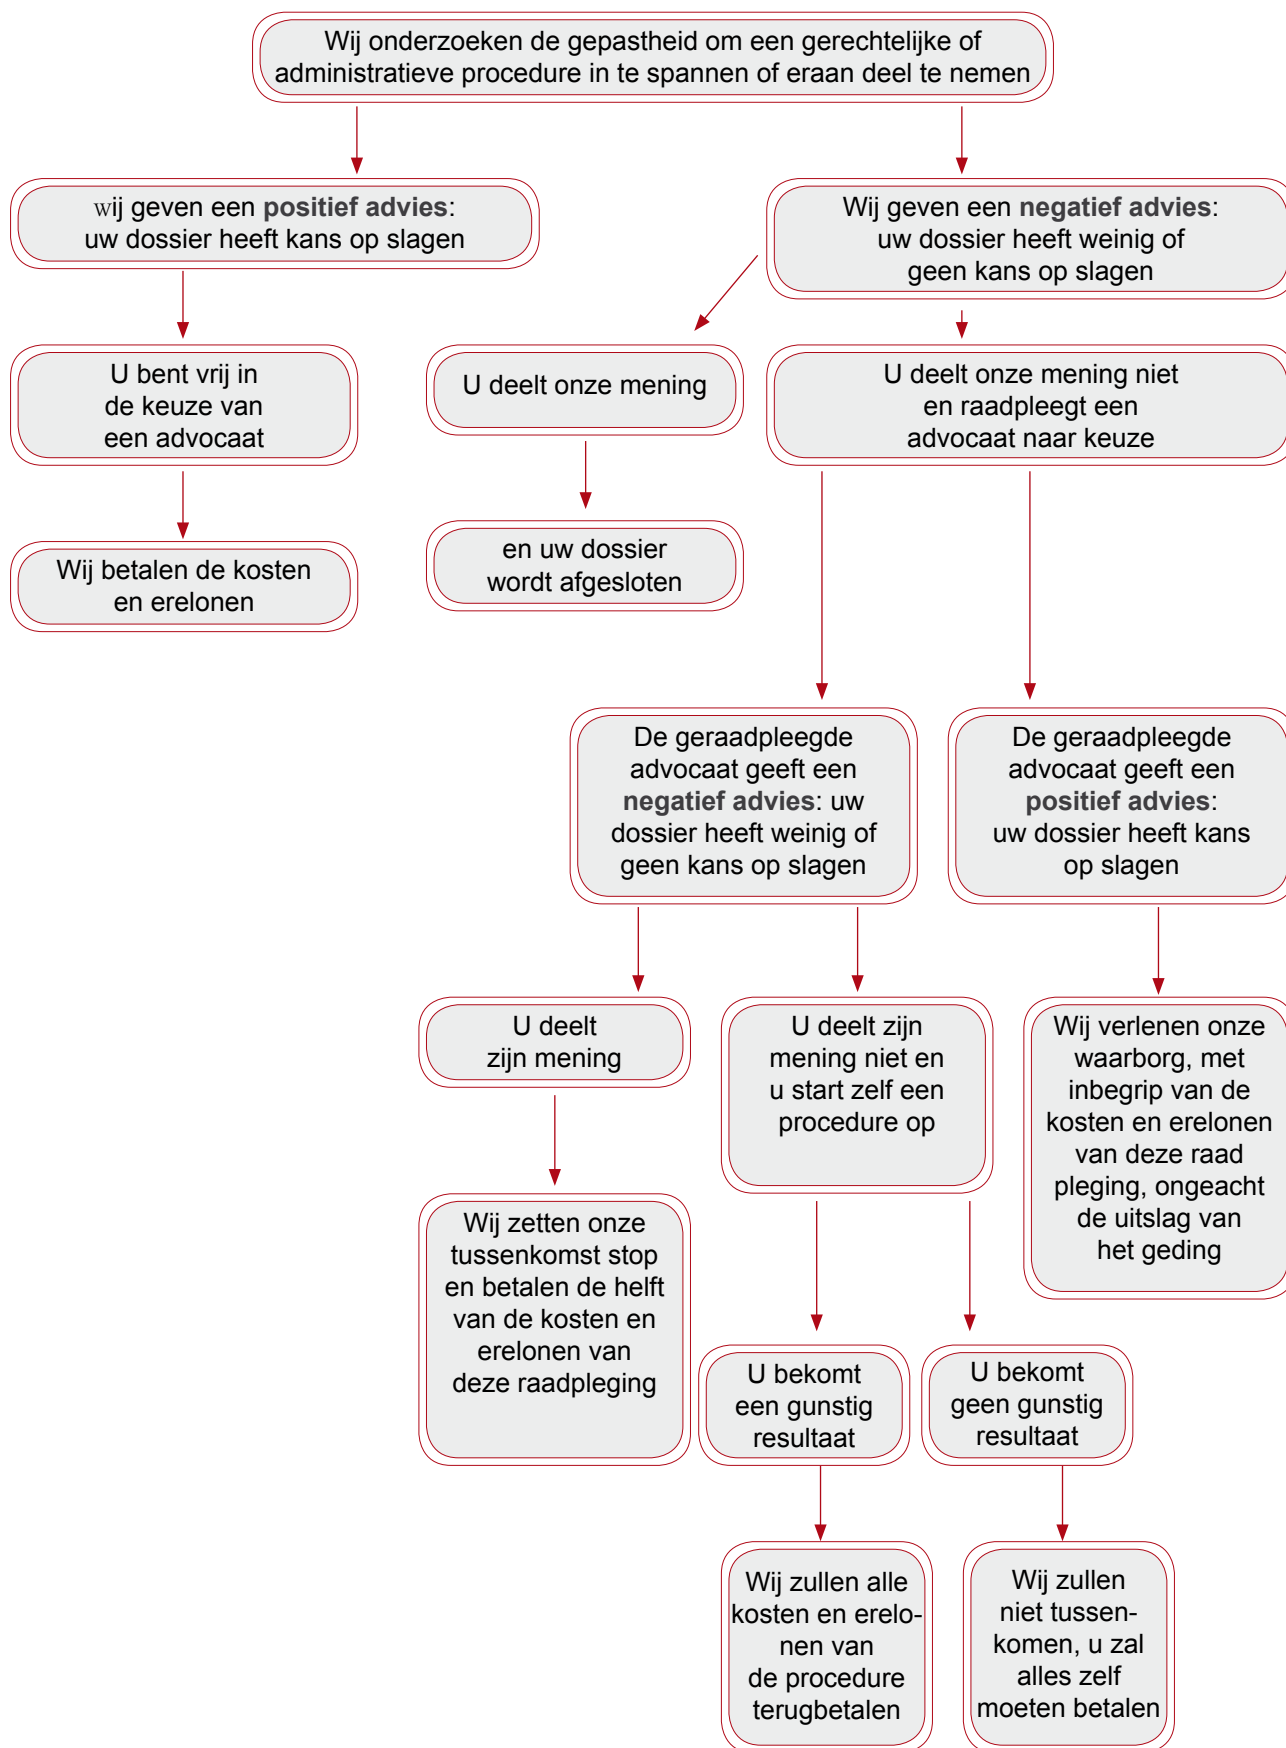 Wij onderzoeken de gepastheid om een gerechtelijke of
administratieve procedure in te spannen of eraan deel te nemen
wij geven een positief advies:
uw dossier heeft kans op slagen
Wij geven een negatief advies:
uw dossier heeft weinig of
geen kans op slagen
U bent vrij in
de keuze van
een advocaat
U deelt onze mening
U deelt onze mening niet
en raadpleegt een
advocaat naar keuze
Wij betalen de kosten
en erelonen
en uw dossier
wordt afgesloten
De geraadpleegde
advocaat geeft een
negatief advies: uw
dossier heeft weinig of
geen kans op slagen
De geraadpleegde
advocaat geeft een
positief advies:
uw dossier heeft kans
op slagen
U deelt
zijn mening
U deelt zijn
mening niet en
u start zelf een
procedure op
Wij verlenen onze
waarborg, met
inbegrip van de
kosten en erelonen
van deze raad
pleging, ongeacht
de uitslag van
het geding
Wij zetten onze
tussenkomst stop
en betalen de helft
van de kosten en
erelonen van
deze raadpleging
U bekomt
een gunstig
resultaat
U bekomt
geen gunstig
resultaat
Wij zullen alle
kosten en erelo-
nen van
de procedure
terugbetalen
Wij zullen
niet tussen-
komen, u zal
alles zelf
moeten betalen